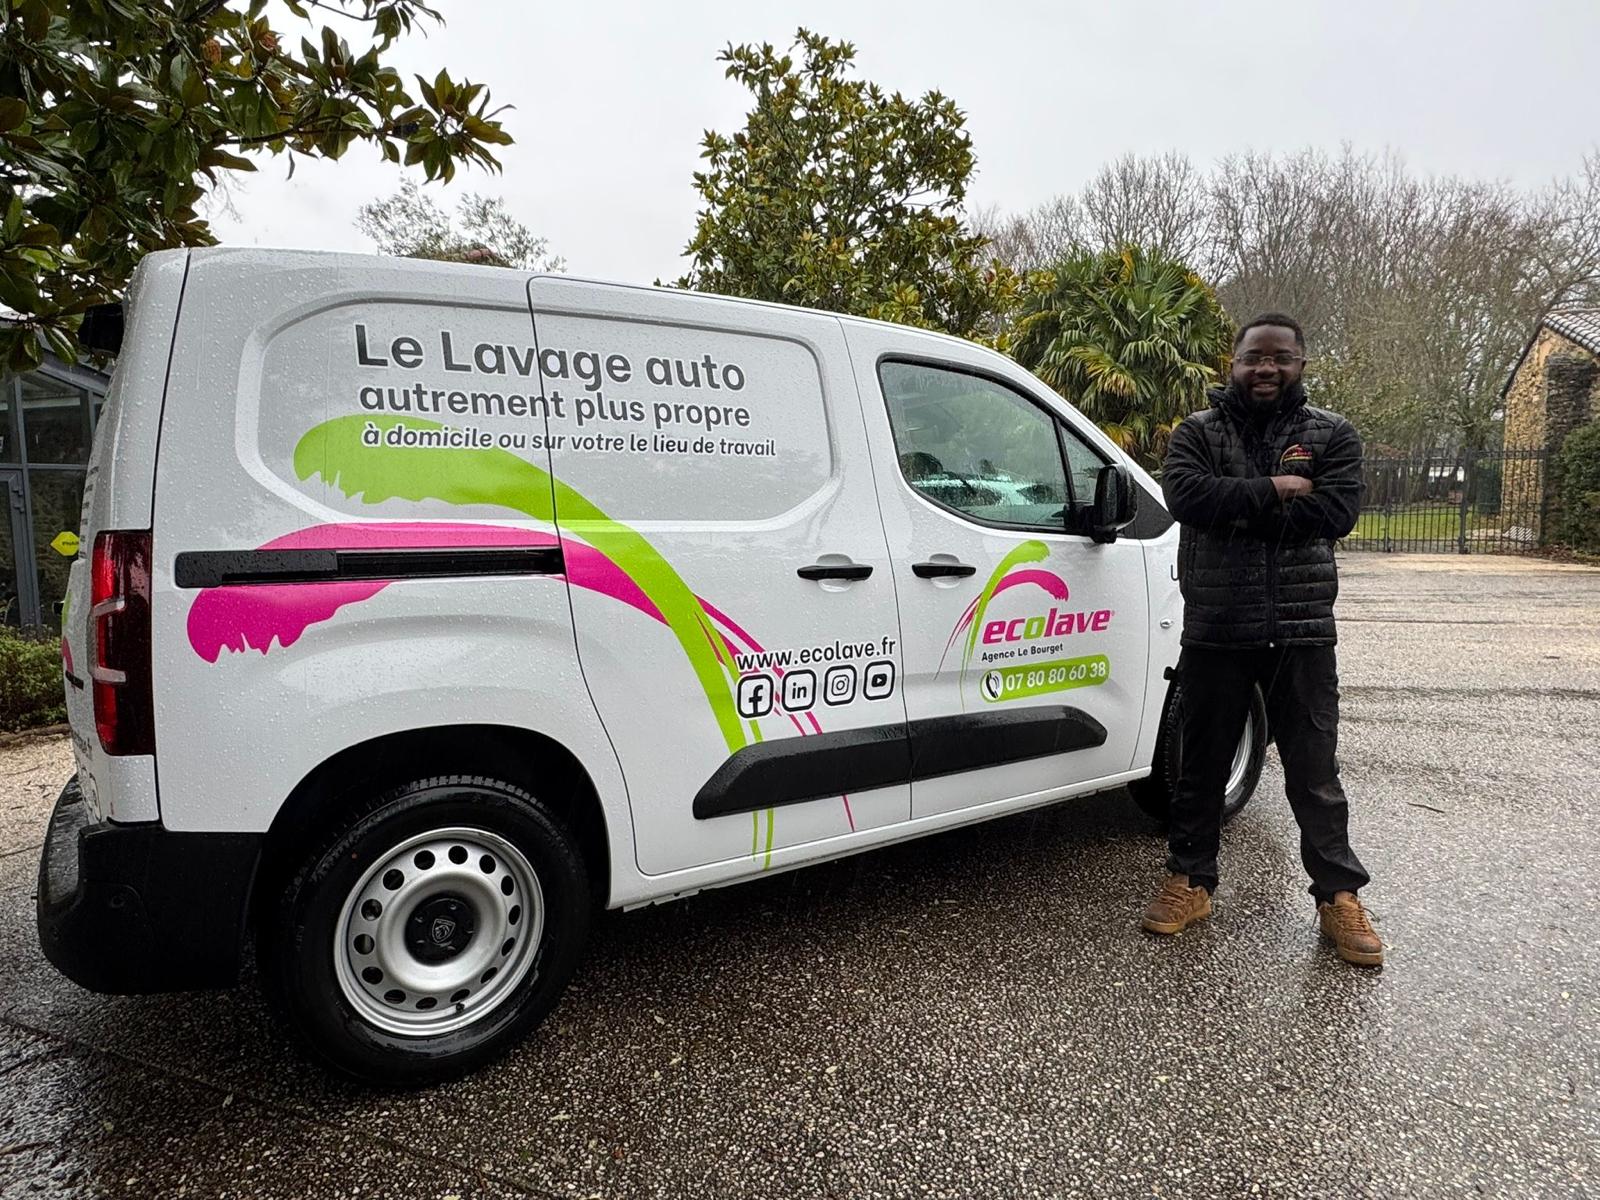 Le Lavage auto
autrement plus propre
à domicile ou sur votre le lieu de travail
www.ecolave.fr
ecolave®
Agence Le Bourget
07 80 80 60 38